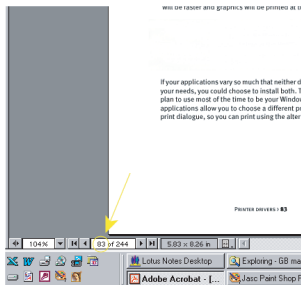 will be faster and graphics will be printed at b
If your applications vary so much that neither d
your needs, you could choose to install both. T
plan to use most of the time to be your Window
applications allow you to choose a different pr
print dialogue, so you can print using the alter
PRINTER DRIVERS I 83
104% 83 of 244 5.83 x 8.26 in
Lotus Notes Desktop Exploring - GB ma
Adobe Acrobat - [... Jasc Paint Shop P